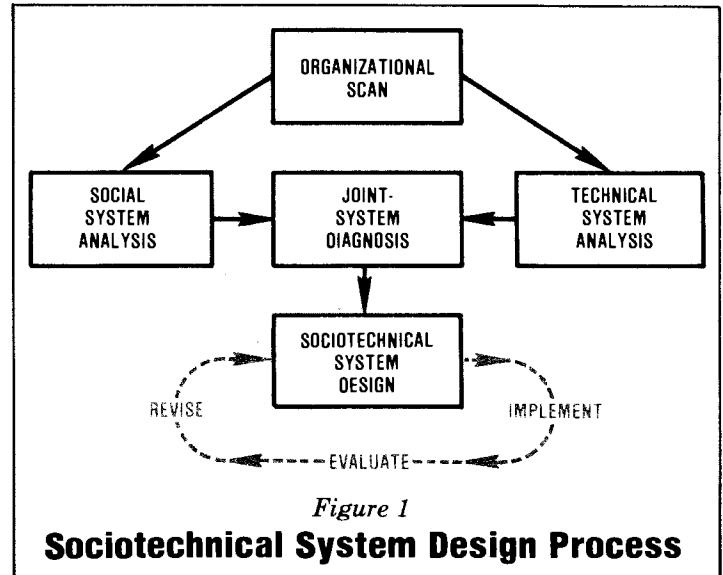 ORGANIZATIONAL
SCAN
SOCIAL
SYSTEM
ANALYSIS
JOINT-
SYSTEM
DIAGNOSIS
TECHNICAL
SYSTEM
ANALYSIS
SOCIOTECHNICAL
SYSTEM
DESIGN
REVISE
IMPLEMENT
EVALUATE
Figure 1
Sociotechnical System Design Process